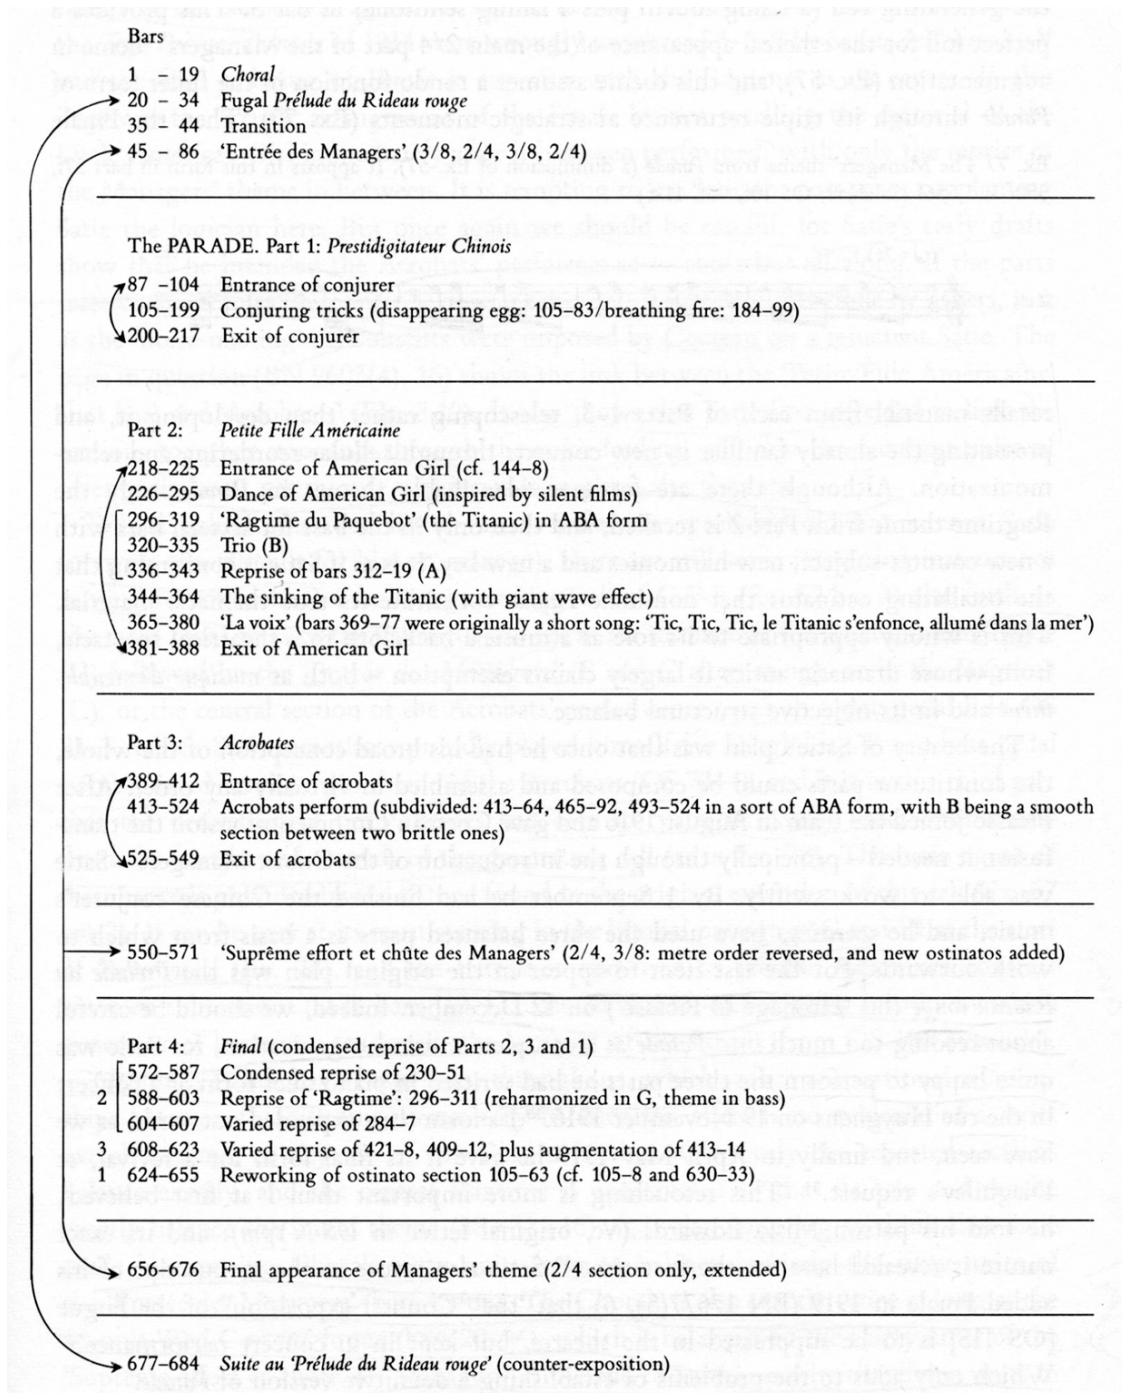 Bars
1 – 19 Choral
20 – 34 Fugal Prélude du Rideau rouge
35 – 44 Transition
45 – 86 ‘Entrée des Managers’ (3/8, 2/4, 3/8, 2/4)
The PARADE. Part 1: Prestidigitateur Chinois
87 –104 Entrance of conjuror
105–199 Conjuring tricks (disappearing egg: 105–83/breathing fire: 184–99)
200–217 Exit of conjurer
Part 2: Petite Fille Américaine
218–225 Entrance of American Girl (cf. 144–8)
226–295 Dance of American Girl (inspired by silent films)
296–319 ‘Ragtime du Paquebot’ (the Titanic) in ABA form
320–335 Trio (B)
336–343 Reprise of bars 312–19 (A)
344–364 The sinking of the Titanic (with giant wave effect)
365–380 ‘La voix’ (bars 369–77 were originally a short song: ‘Tic, Tic, Tic, le Titanic s’enfonce, allumé dans la mer’)
381–388 Exit of American Girl
Part 3: Acrobates
389–412 Entrance of acrobats
413–524 Acrobats perform (subdivided: 413–64, 465–92, 493–524 in a sort of ABA form, with B being a smooth
section between two brittle ones)
525–549 Exit of acrobats
550–571 ‘Suprême effort et chûte des Managers’ (2/4, 3/8: metre order reversed, and new ostinatos added)
Part 4: Final (condensed reprise of Parts 2, 3 and 1)
572–587 Condensed reprise of 230–51
2 588–603 Reprise of ‘Ragtime’: 296–311 (reharmonized in G, theme in bass)
604–607 Varied reprise of 284–7
3 608–623 Varied reprise of 421–8, 409–12, plus augmentation of 413–14
1 624–655 Reworking of ostinato section 105–63 (cf. 105–8 and 630–33)
656–676 Final appearance of Managers’ theme (2/4 section only, extended)
677–684 Suite au ‘Prélude du Rideau rouge’ (counter-exposition)